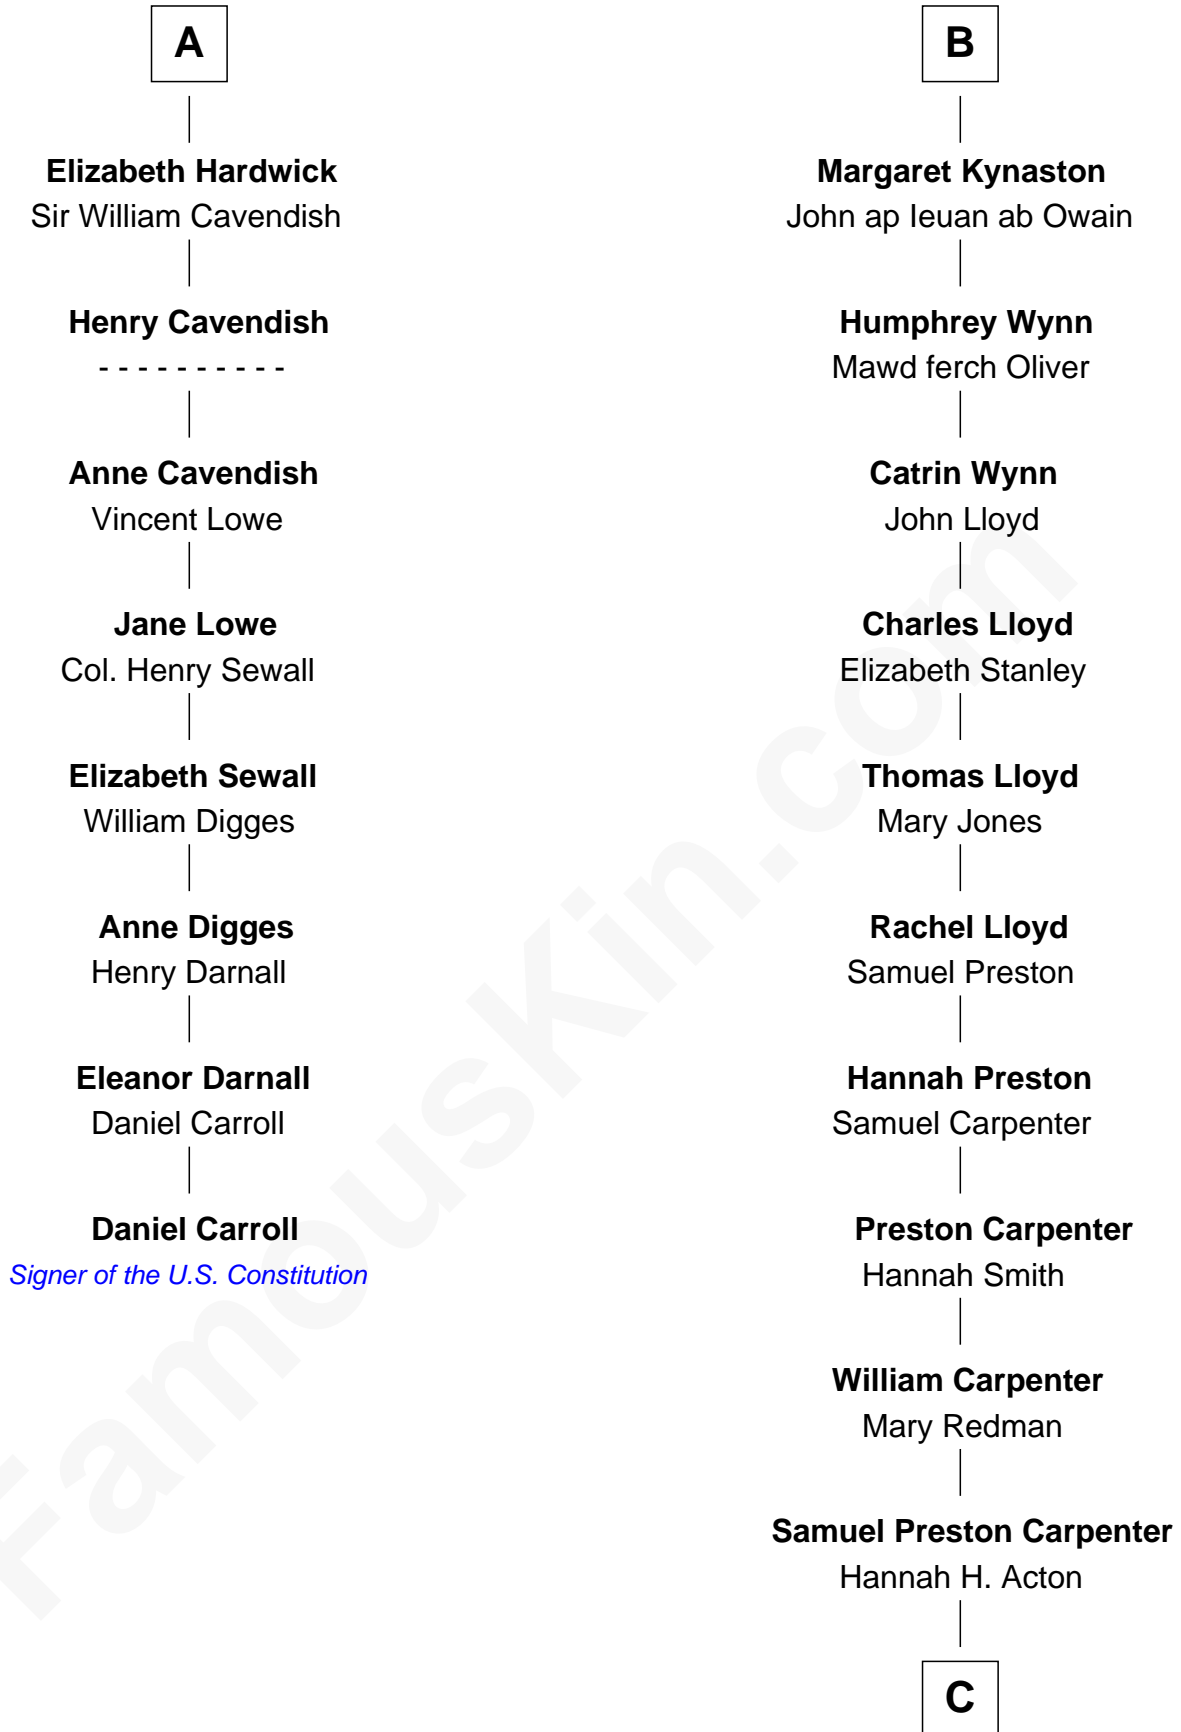 A
Elizabeth Hardwick
Sir William Cavendish
Henry Cavendish
- - - - - - - - - -
Anne Cavendish
Vincent Lowe
Jane Lowe
Col. Henry Sewall
Elizabeth Sewall
William Digges
Anne Digges
Henry Darnall
Eleanor Darnall
Daniel Carroll
Daniel Carroll
Signer of the U.S. Constitution
B
Margaret Kynaston
John ap Ieuan ab Owain
Humphrey Wynn
Mawd ferch Oliver
Catrin Wynn
John Lloyd
Charles Lloyd
Elizabeth Stanley
Thomas Lloyd
Mary Jones
Rachel Lloyd
Samuel Preston
Hannah Preston
Samuel Carpenter
Preston Carpenter
Hannah Smith
William Carpenter
Mary Redman
Samuel Preston Carpenter
Hannah H. Acton
C
FamousKin.com